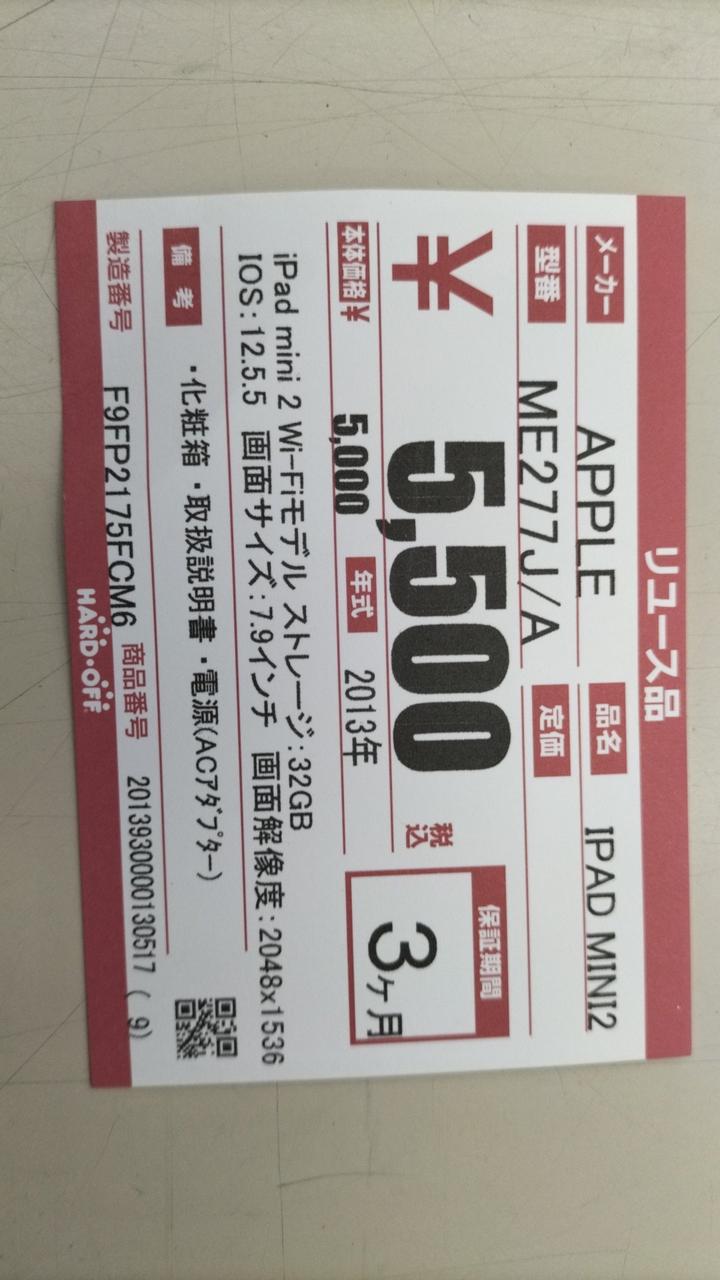 リユース品
メーカー APPLE 品名 IPAD MINI2
型番 ME277J/A 定価
¥ 5,500 税込 保証期間 3ヶ月
本体価格¥ 5,000 年式 2013年
iPad mini 2 Wi-Fiモデル ストレージ:32GB
IOS:12.5.5 画面サイズ:7.9インチ 画面解像度:2048x1536
備考 ・化粧箱・取扱説明書・電源(ACアダプター)
製造番号 F9FP2175FCM6 商品番号 2013930000130517 ( 9)
HARD・OFF